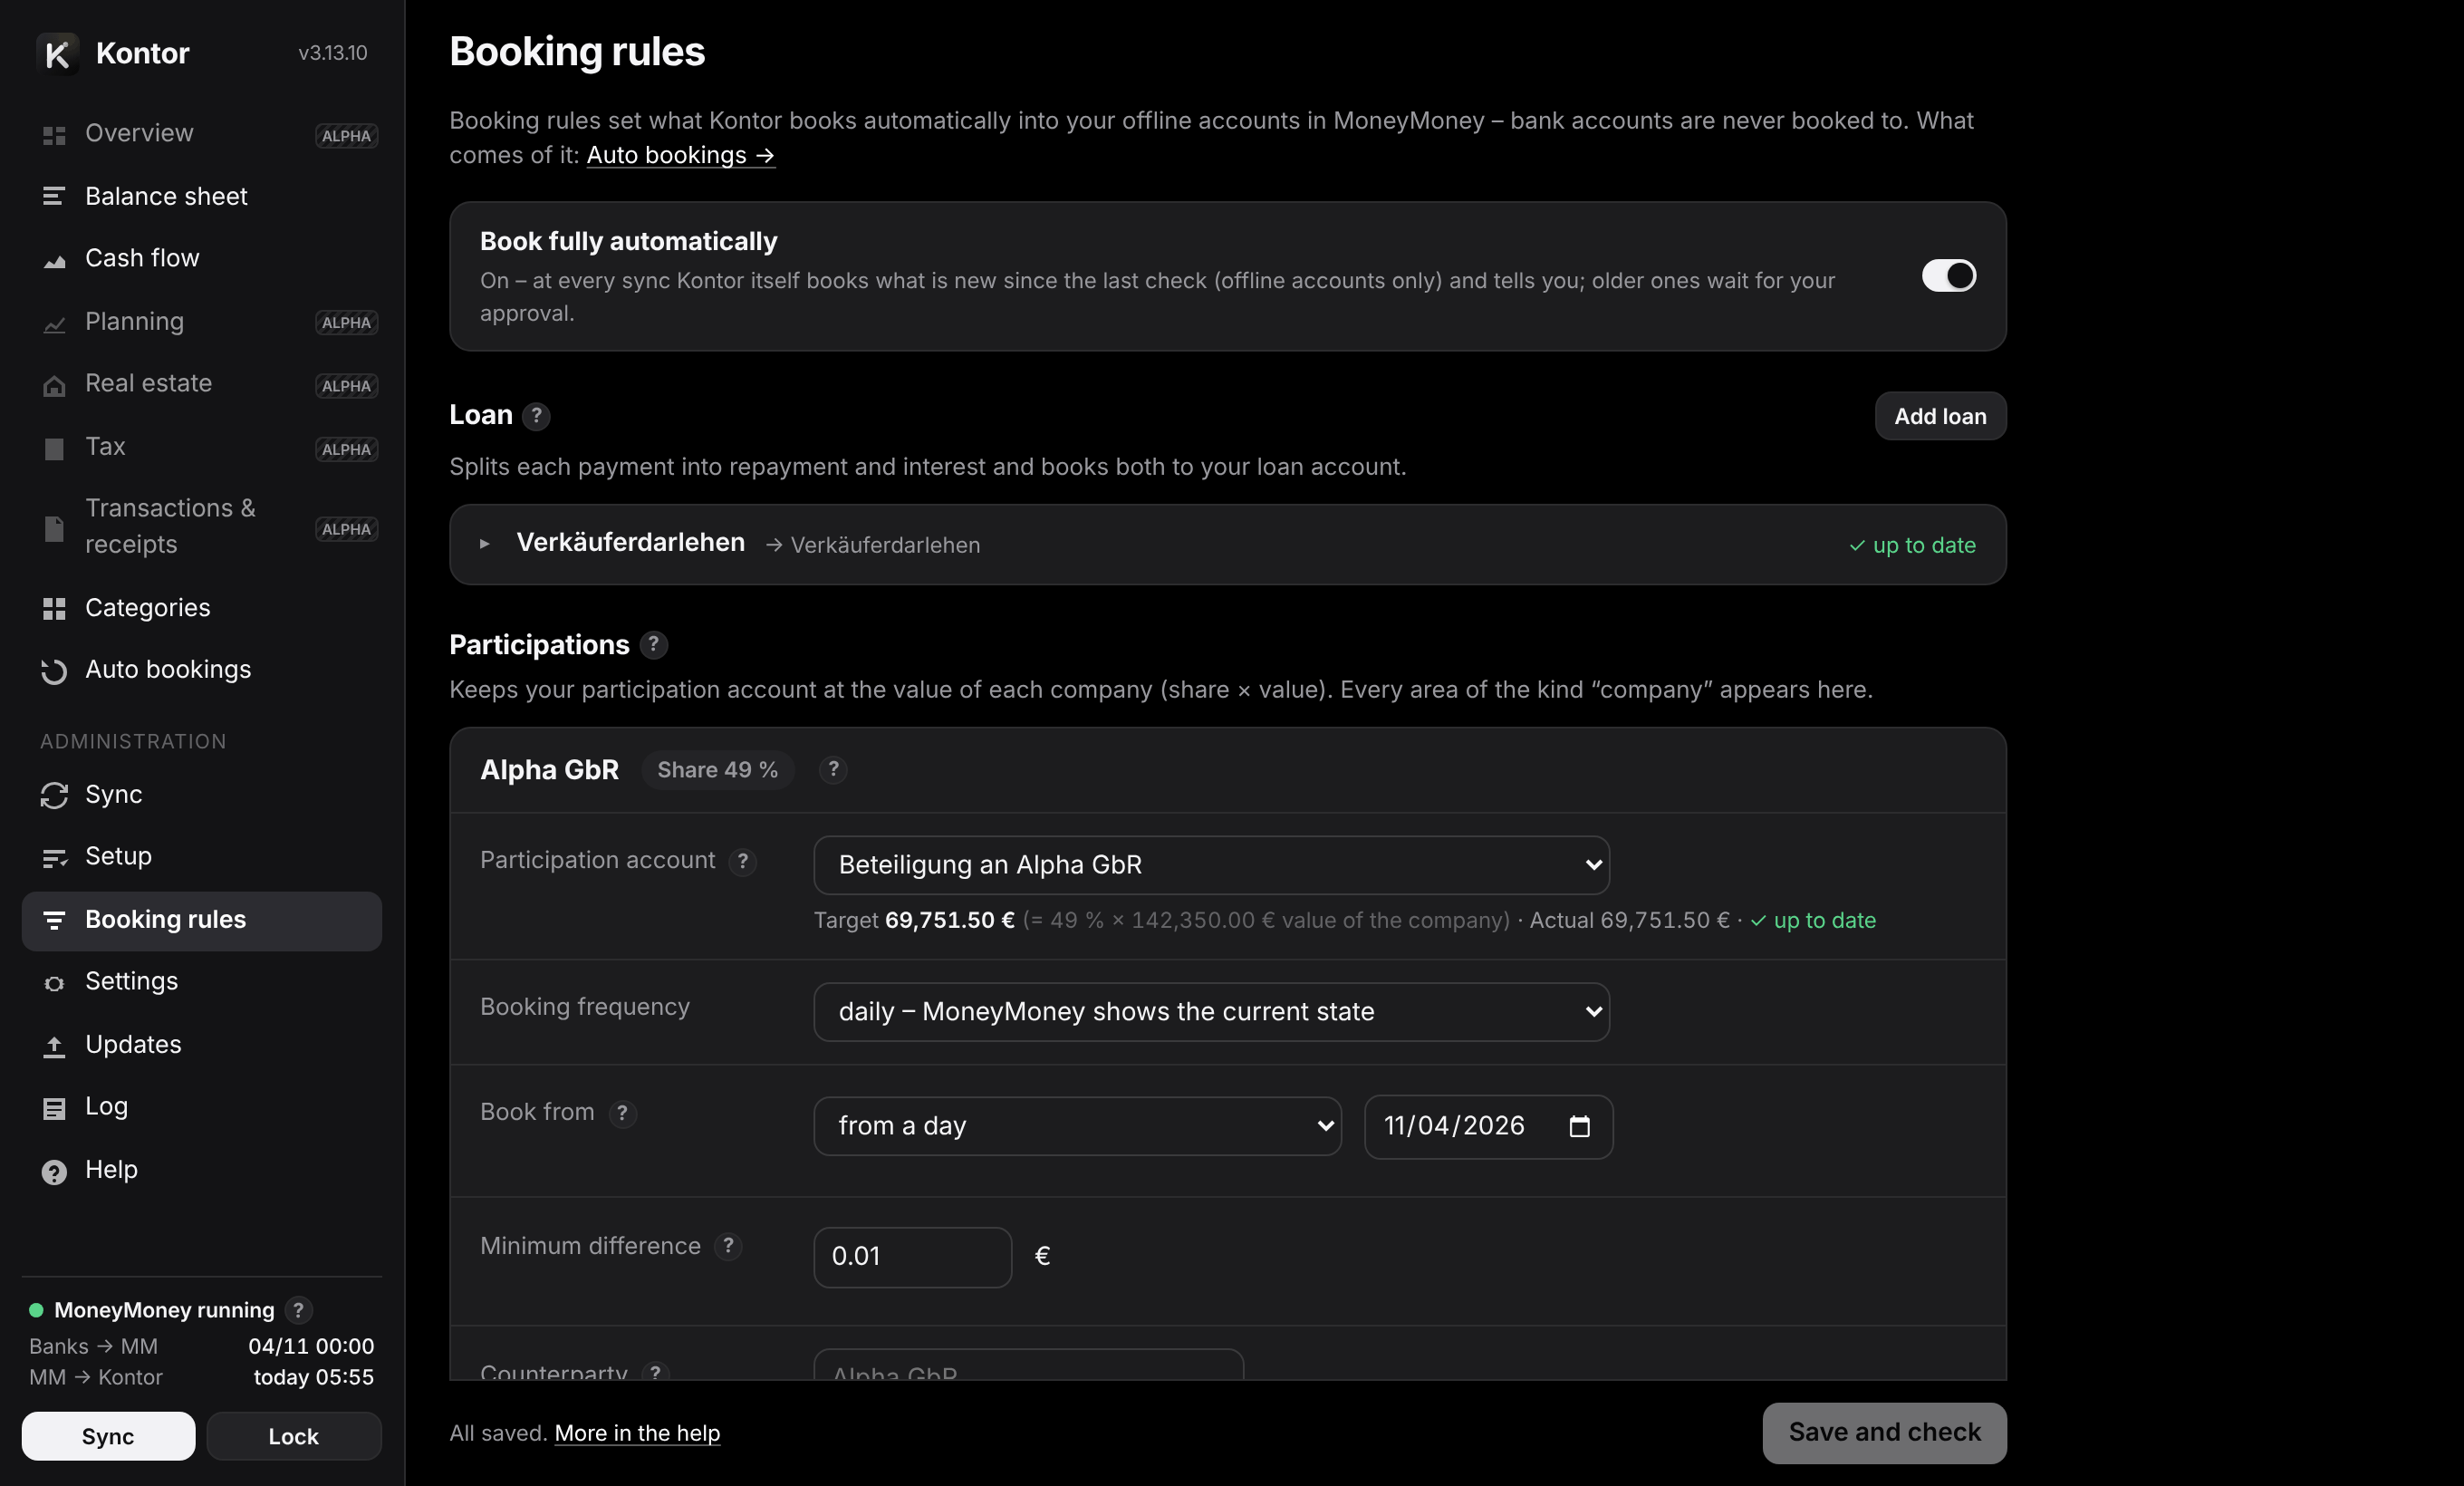 Kontor
v3.13.10
Overview
ALPHA
Balance sheet
Cash flow
Planning
ALPHA
Real estate
ALPHA
Tax
ALPHA
Transactions &
receipts
ALPHA
Categories
Auto bookings
ADMINISTRATION
Sync
Setup
Booking rules
Settings
Updates
Log
Help
MoneyMoney running ?
Banks → MM 04/11 00:00
MM → Kontor today 05:55
Sync
Lock
Booking rules
Booking rules set what Kontor books automatically into your offline accounts in MoneyMoney – bank accounts are never booked to. What
comes of it: Auto bookings →
Book fully automatically
On – at every sync Kontor itself books what is new since the last check (offline accounts only) and tells you; older ones wait for your
approval.
Loan ?
Add loan
Splits each payment into repayment and interest and books both to your loan account.
Verkäuferdarlehen → Verkäuferdarlehen
✓ up to date
Participations ?
Keeps your participation account at the value of each company (share × value). Every area of the kind “company” appears here.
Alpha GbR Share 49 % ?
Participation account ?
Beteiligung an Alpha GbR
Target 69,751.50 € (= 49 % × 142,350.00 € value of the company) · Actual 69,751.50 € · ✓ up to date
Booking frequency
daily – MoneyMoney shows the current state
Book from ?
from a day
11/04/2026
Minimum difference ?
0.01 €
Counterparty ?
Alpha GbR
All saved. More in the help
Save and check